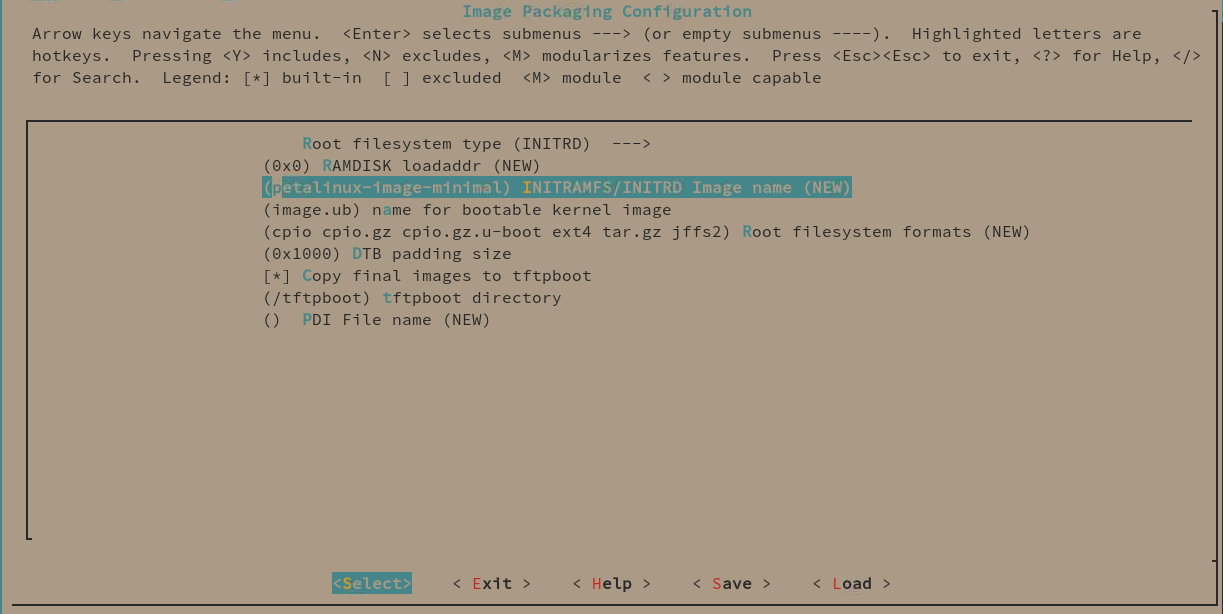 Image Packaging Configuration
Arrow keys navigate the menu.  <Enter> selects submenus ---> (or empty submenus ----).  Highlighted letters are
hotkeys.  Pressing <Y> includes, <N> excludes, <M> modularizes features.  Press <Esc><Esc> to exit, <?> for Help, </>
for Search.  Legend: [*] built-in  [ ] excluded  <M> module  < > module capable
Root filesystem type (INITRD)  --->
(0x0) RAMDISK loadaddr (NEW)
(petalinux-image-minimal) INITRAMFS/INITRD Image name (NEW)
(image.ub) name for bootable kernel image
(cpio cpio.gz cpio.gz.u-boot ext4 tar.gz jffs2) Root filesystem formats (NEW)
(0x1000) DTB padding size
[*] Copy final images to tftpboot
(/tftpboot) tftpboot directory
()  PDI File name (NEW)
<Select>    < Exit >    < Help >    < Save >    < Load >